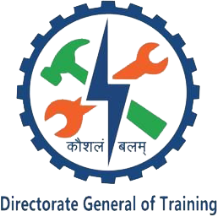 कौशलं बलम्
Directorate General of Training